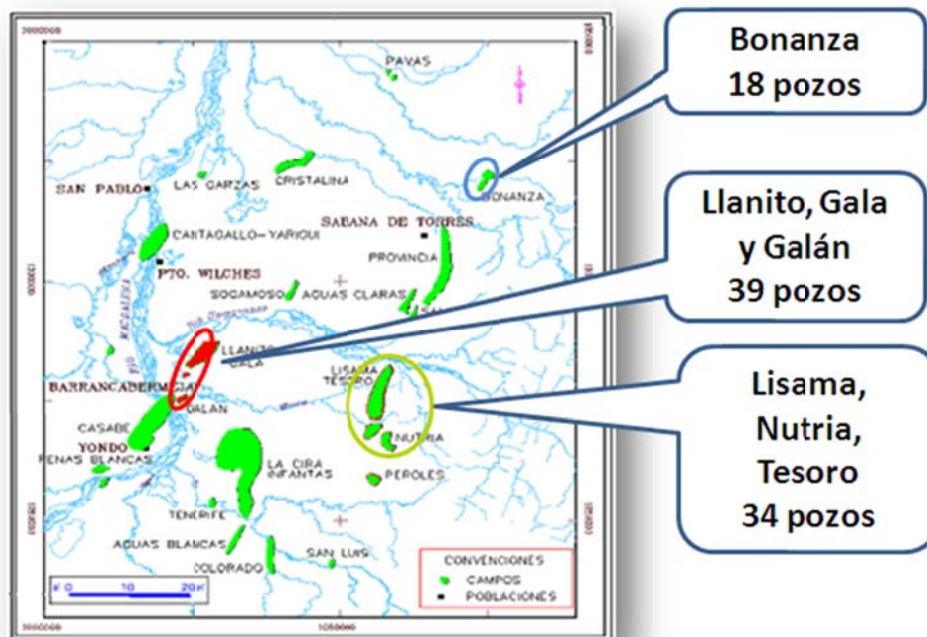 Bonanza
18 pozos
Llanito, Gala
y Galán
39 pozos
Lisama,
Nutria,
Tesoro
34 pozos
PAVAS
SAN PABLO
LAS GARZAS
CRISTALINA
BONANZA
CANTAGALLO-YARIGUI
SABANA DE TORRES
PROVINCIA
PTO. WILCHES
SOGAMOSO
AGUAS CLARAS
RIO
MAGDALENA
LLANITO
GALA
LISAMA
TESORO
BARRANCABERMEJA
GALAN
CASABE
NUTRIA
YONDO
PENAS BLANCAS
LA CIRA
INFANTAS
PEROLES
TENERIFE
AGUAS BLANCAS
COLORADO
SAN LUIS
CONVENCIONES
CAMPOS
POBLACIONES
0 10 20